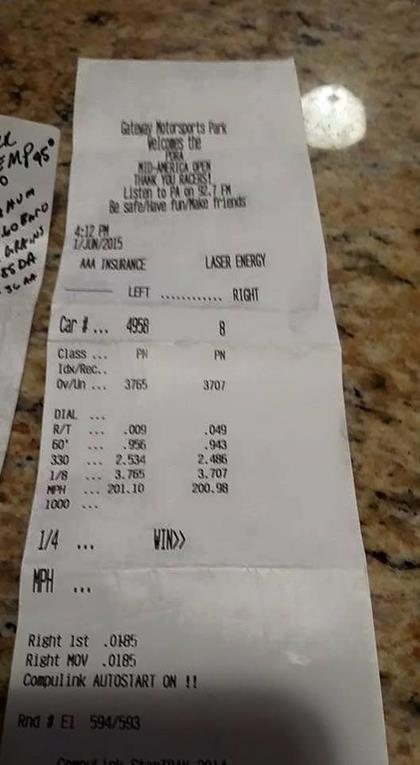 Gateway Motorsports Park
Welcomes the
PDRA
MID-AMERICA OPEN
THANK YOU RACERS!
Listen to PA on 92.7 FM
Be safe/Have fun/Make friends
4:12 PM
1/JUN/2015
AAA INSURANCE LASER ENERGY
LEFT ............ RIGHT
Car # ... 4958 8
Class ... PN PN
Idx/Rec..
Ov/Un ... 3765 3707
DIAL ...
R/T ... .009 .049
60' ... .956 .943
330 ... 2.534 2.486
1/8 ... 3.765 3.707
MPH ... 201.10 200.98
1000 ...
1/4 ... WIN>>
MPH ...
Right 1st .0185
Right MOV .0185
Compulink AUTOSTART ON !!
Rnd # E1 594/593
95°
HUM
GRAINS
DA